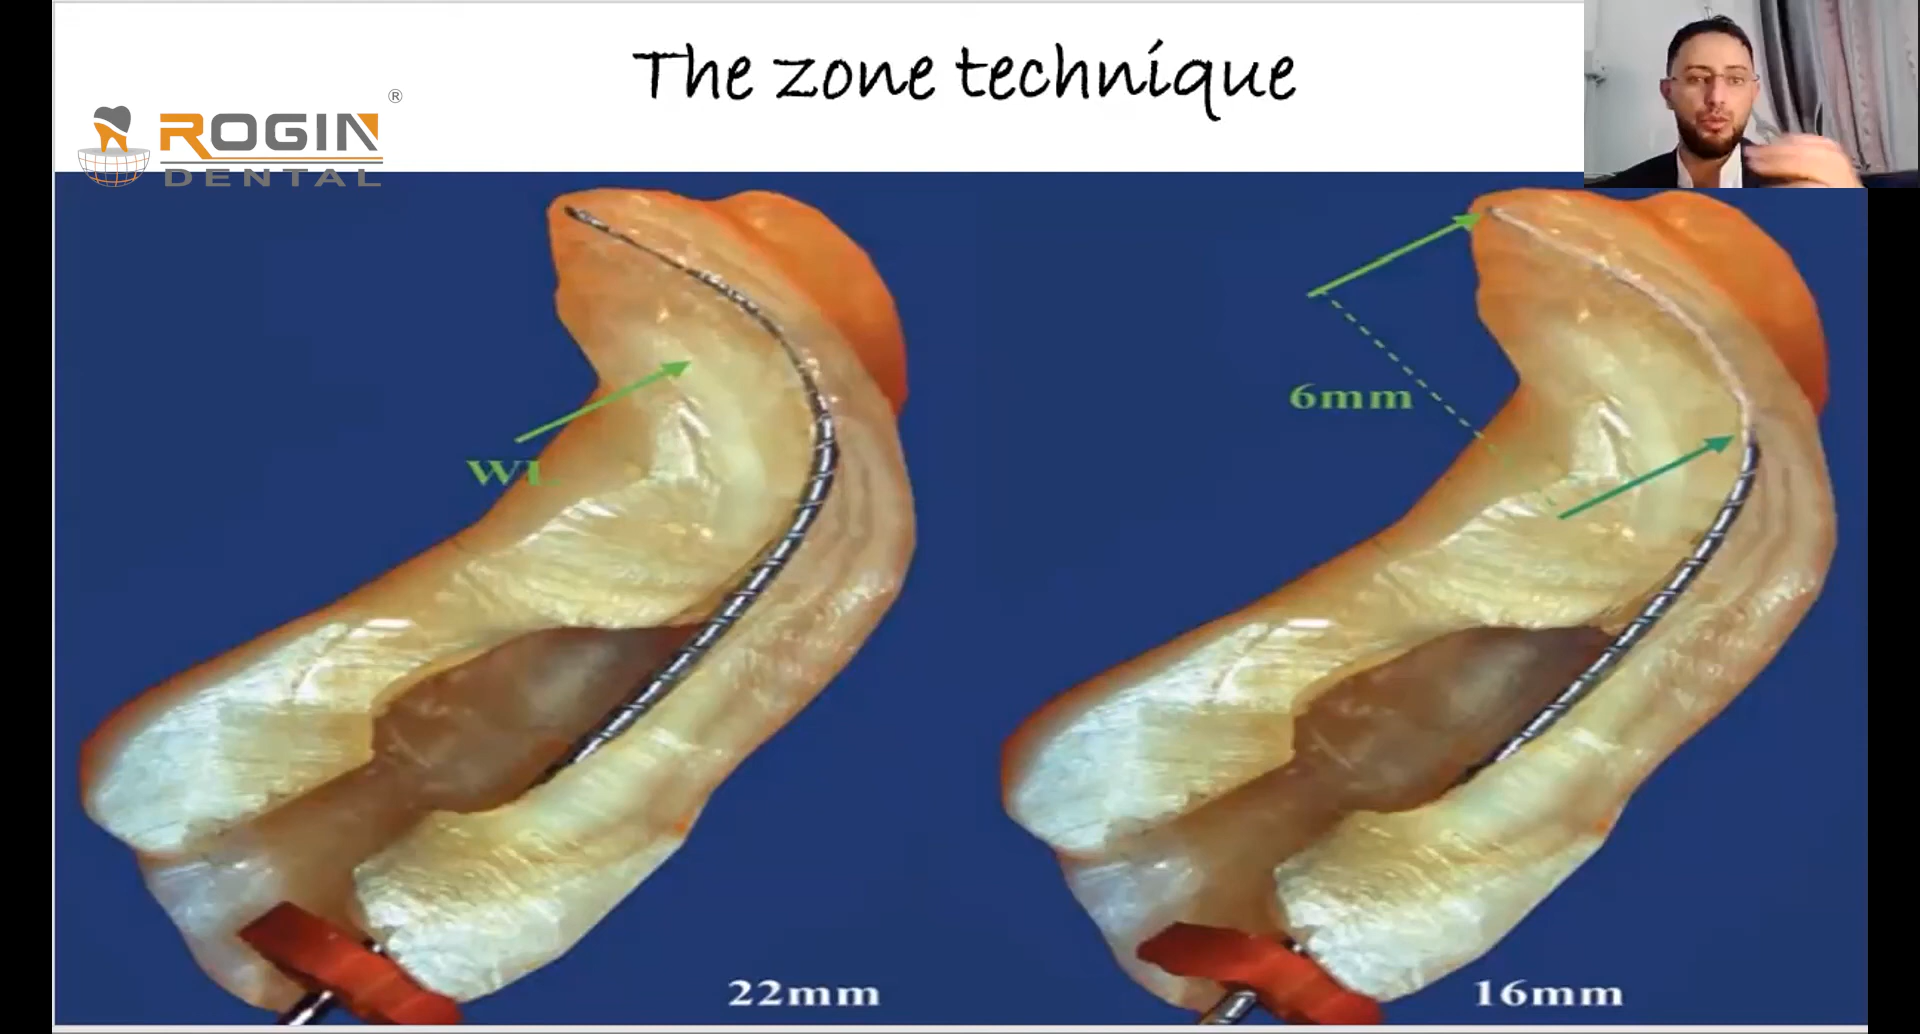 The zone technique
ROGIN®
DENTAL
WL
6mm
22mm
16mm